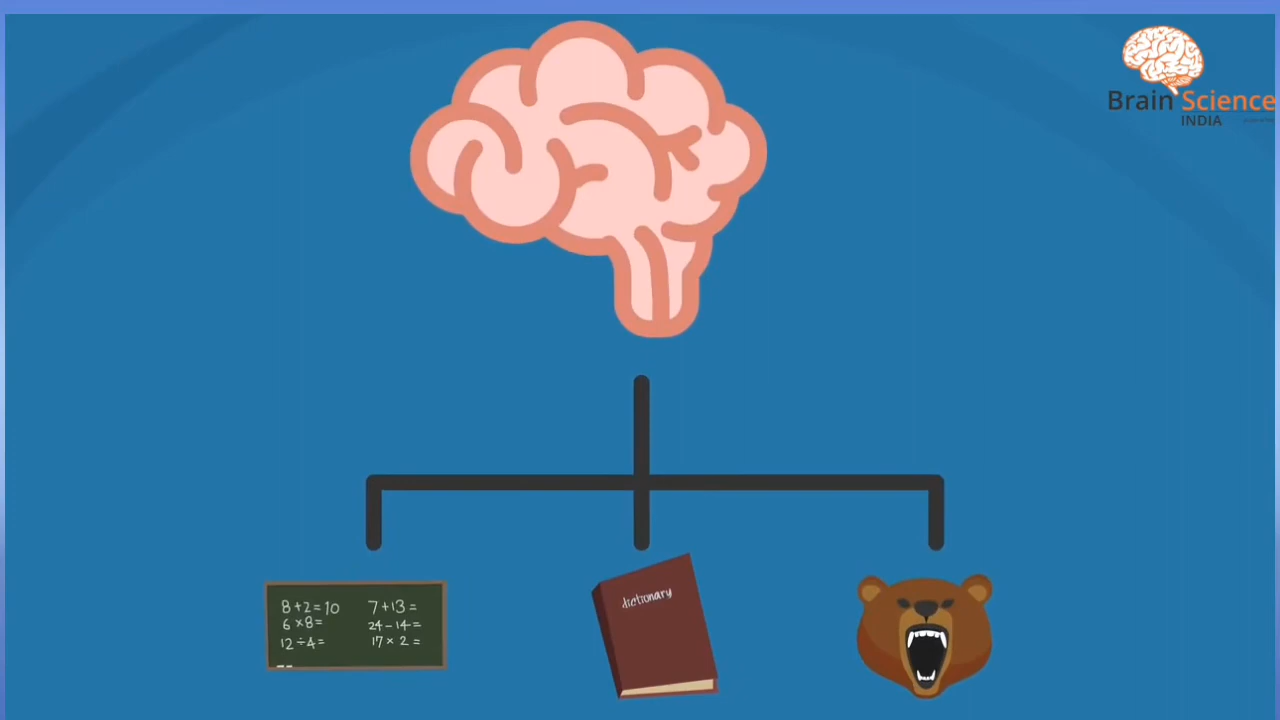 Brain Science
INDIA
8+2=10
6×8=
12÷4=
7+13=
24-14=
17×2=
dictionary